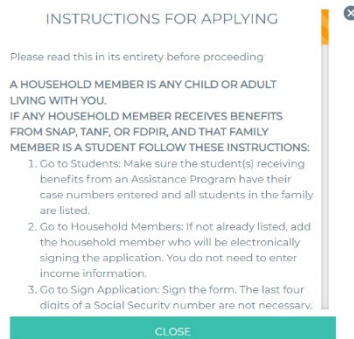 INSTRUCTIONS FOR APPLYING
Please read this in its entirety before proceeding
A HOUSEHOLD MEMBER IS ANY CHILD OR ADULT
LIVING WITH YOU.
IF ANY HOUSEHOLD MEMBER RECEIVES BENEFITS
FROM SNAP, TANF, OR FDPIR, AND THAT FAMILY
MEMBER IS A STUDENT FOLLOW THESE INSTRUCTIONS:
1. Go to Students: Make sure the student(s) receiving
benefits from an Assistance Program have their
case numbers entered and all students in the family
are listed.
2. Go to Household Members: If not already listed, add
the household member who will be electronically
signing the application. You do not need to enter
income information.
3. Go to Sign Application: Sign the form. The last four
digits of a Social Security number are not necessary.
CLOSE